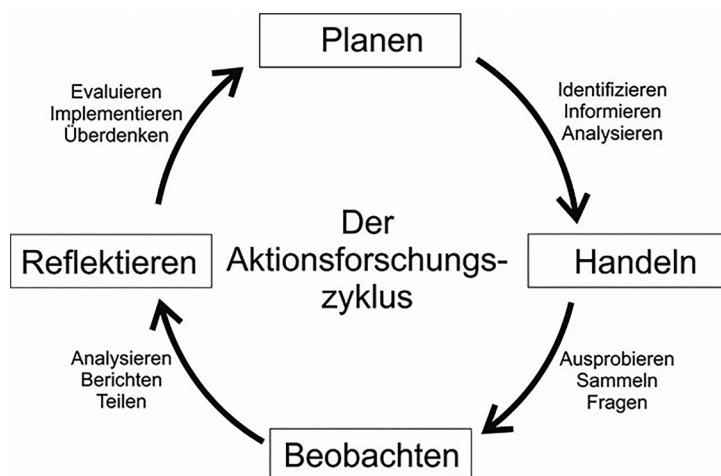 Planen
Evaluieren
Implementieren
Überdenken
Identifizieren
Informieren
Analysieren
Der
Aktionsforschungs-
zyklus
Reflektieren
Handeln
Analysieren
Berichten
Teilen
Ausprobieren
Sammeln
Fragen
Beobachten